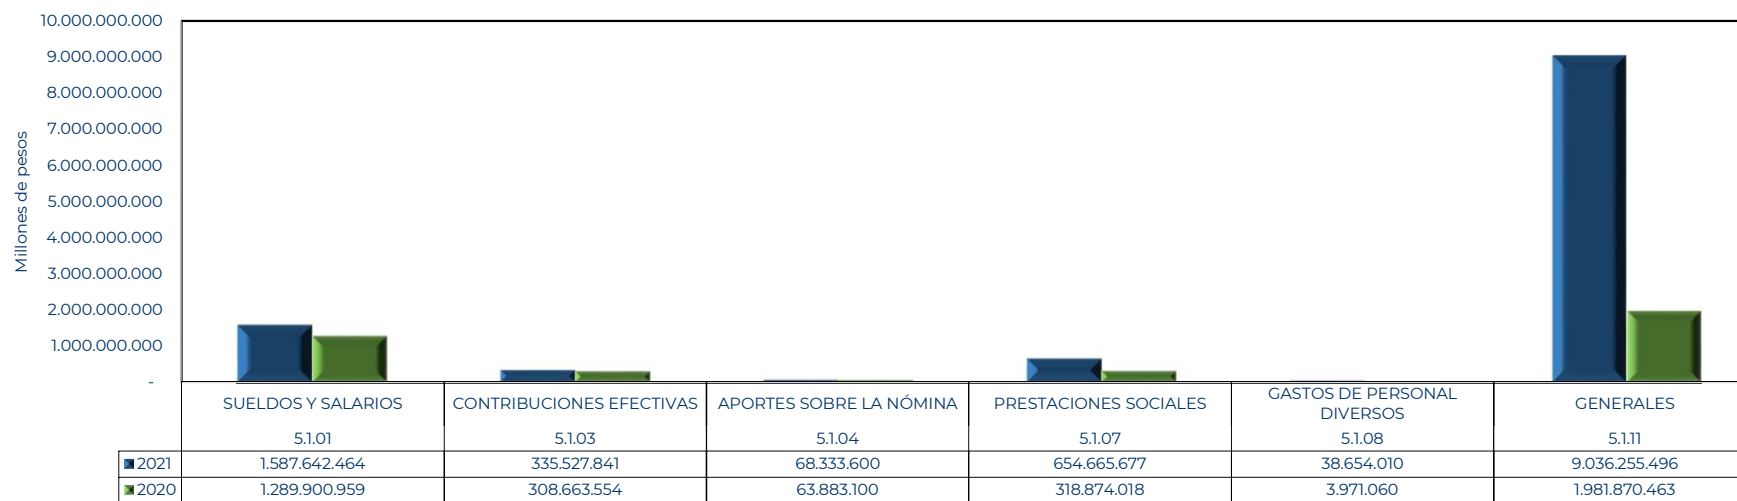 10.000.000.000
9.000.000.000
8.000.000.000
7.000.000.000
6.000.000.000
5.000.000.000
4.000.000.000
3.000.000.000
2.000.000.000
1.000.000.000
-
Millones de pesos
SUELDOS Y SALARIOS CONTRIBUCIONES EFECTIVAS APORTES SOBRE LA NÓMINA PRESTACIONES SOCIALES GASTOS DE PERSONAL DIVERSOS GENERALES
5.1.01 5.1.03 5.1.04 5.1.07 5.1.08 5.1.11
2021 1.587.642.464 335.527.841 68.333.600 654.665.677 38.654.010 9.036.255.496
2020 1.289.900.959 308.663.554 63.883.100 318.874.018 3.971.060 1.981.870.463